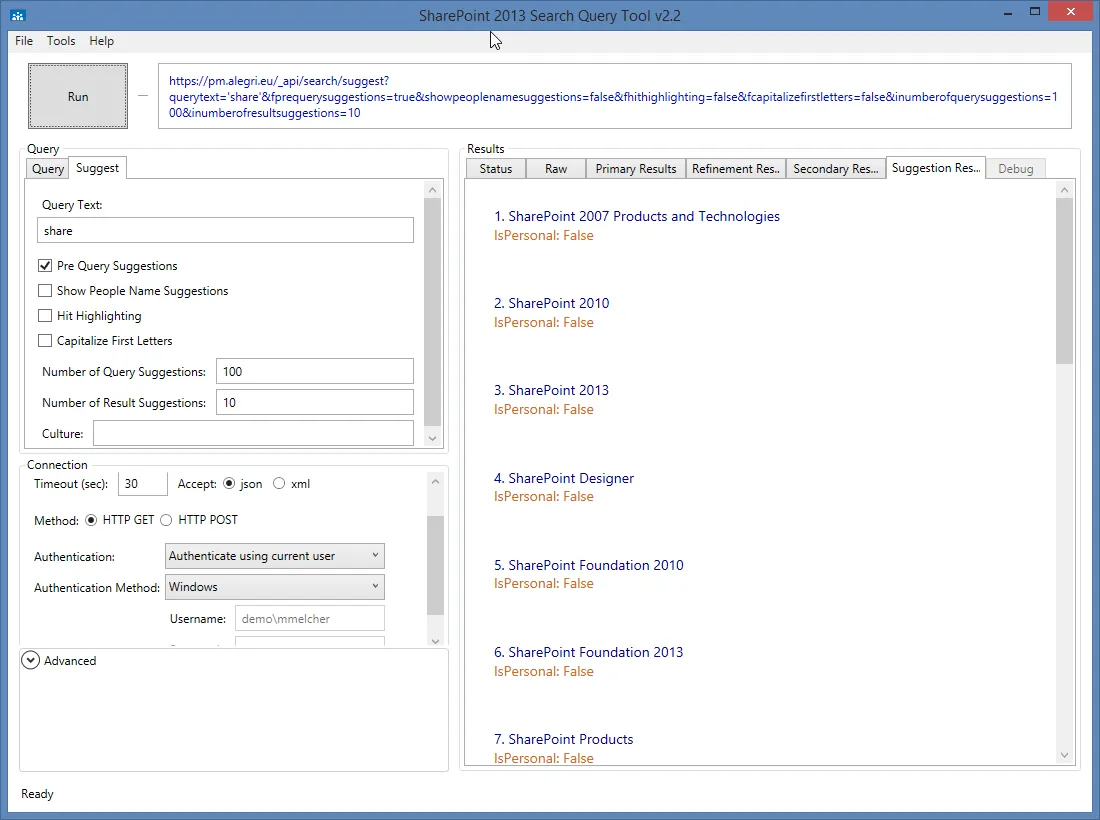 SharePoint 2013 Search Query Tool v2.2
File Tools Help
Run
https://pm.alegri.eu/_api/search/suggest?
querytext='share'&fprequerysuggestions=true&showpeoplenamesuggestions=false&fhithighlighting=false&fcapitalizefirstletters=false&inumberofquerysuggestions=1
00&inumberofresultsuggestions=10
Query
Query Suggest
Query Text:
share
Pre Query Suggestions
Show People Name Suggestions
Hit Highlighting
Capitalize First Letters
Number of Query Suggestions: 100
Number of Result Suggestions: 10
Culture:
Connection
Timeout (sec): 30 Accept: json xml
Method: HTTP GET HTTP POST
Authentication: Authenticate using current user
Authentication Method: Windows
Username: demo\mmelcher
Advanced
Results
Status Raw Primary Results Refinement Res.. Secondary Res... Suggestion Res... Debug
1. SharePoint 2007 Products and Technologies
IsPersonal: False
2. SharePoint 2010
IsPersonal: False
3. SharePoint 2013
IsPersonal: False
4. SharePoint Designer
IsPersonal: False
5. SharePoint Foundation 2010
IsPersonal: False
6. SharePoint Foundation 2013
IsPersonal: False
7. SharePoint Products
IsPersonal: False
Ready